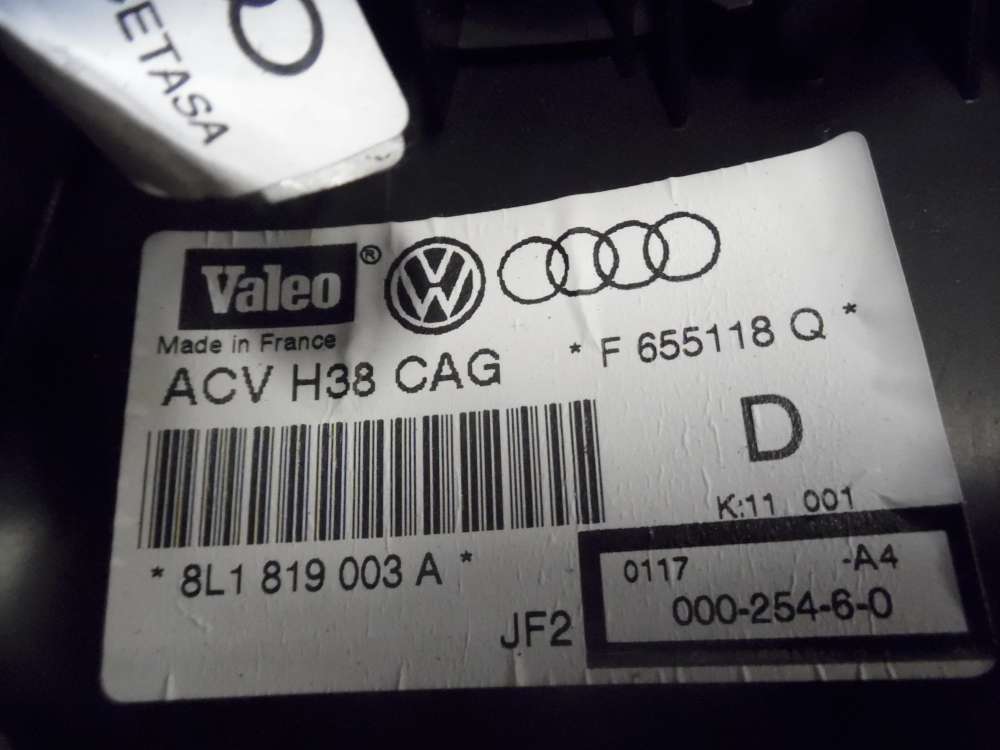 SETASA
Valeo®
Made in France
ACV H38 CAG
* F 655118 Q *
D
K:11 001
* 8L1 819 003 A *
JF2
0117 -A4
000-254-6-0